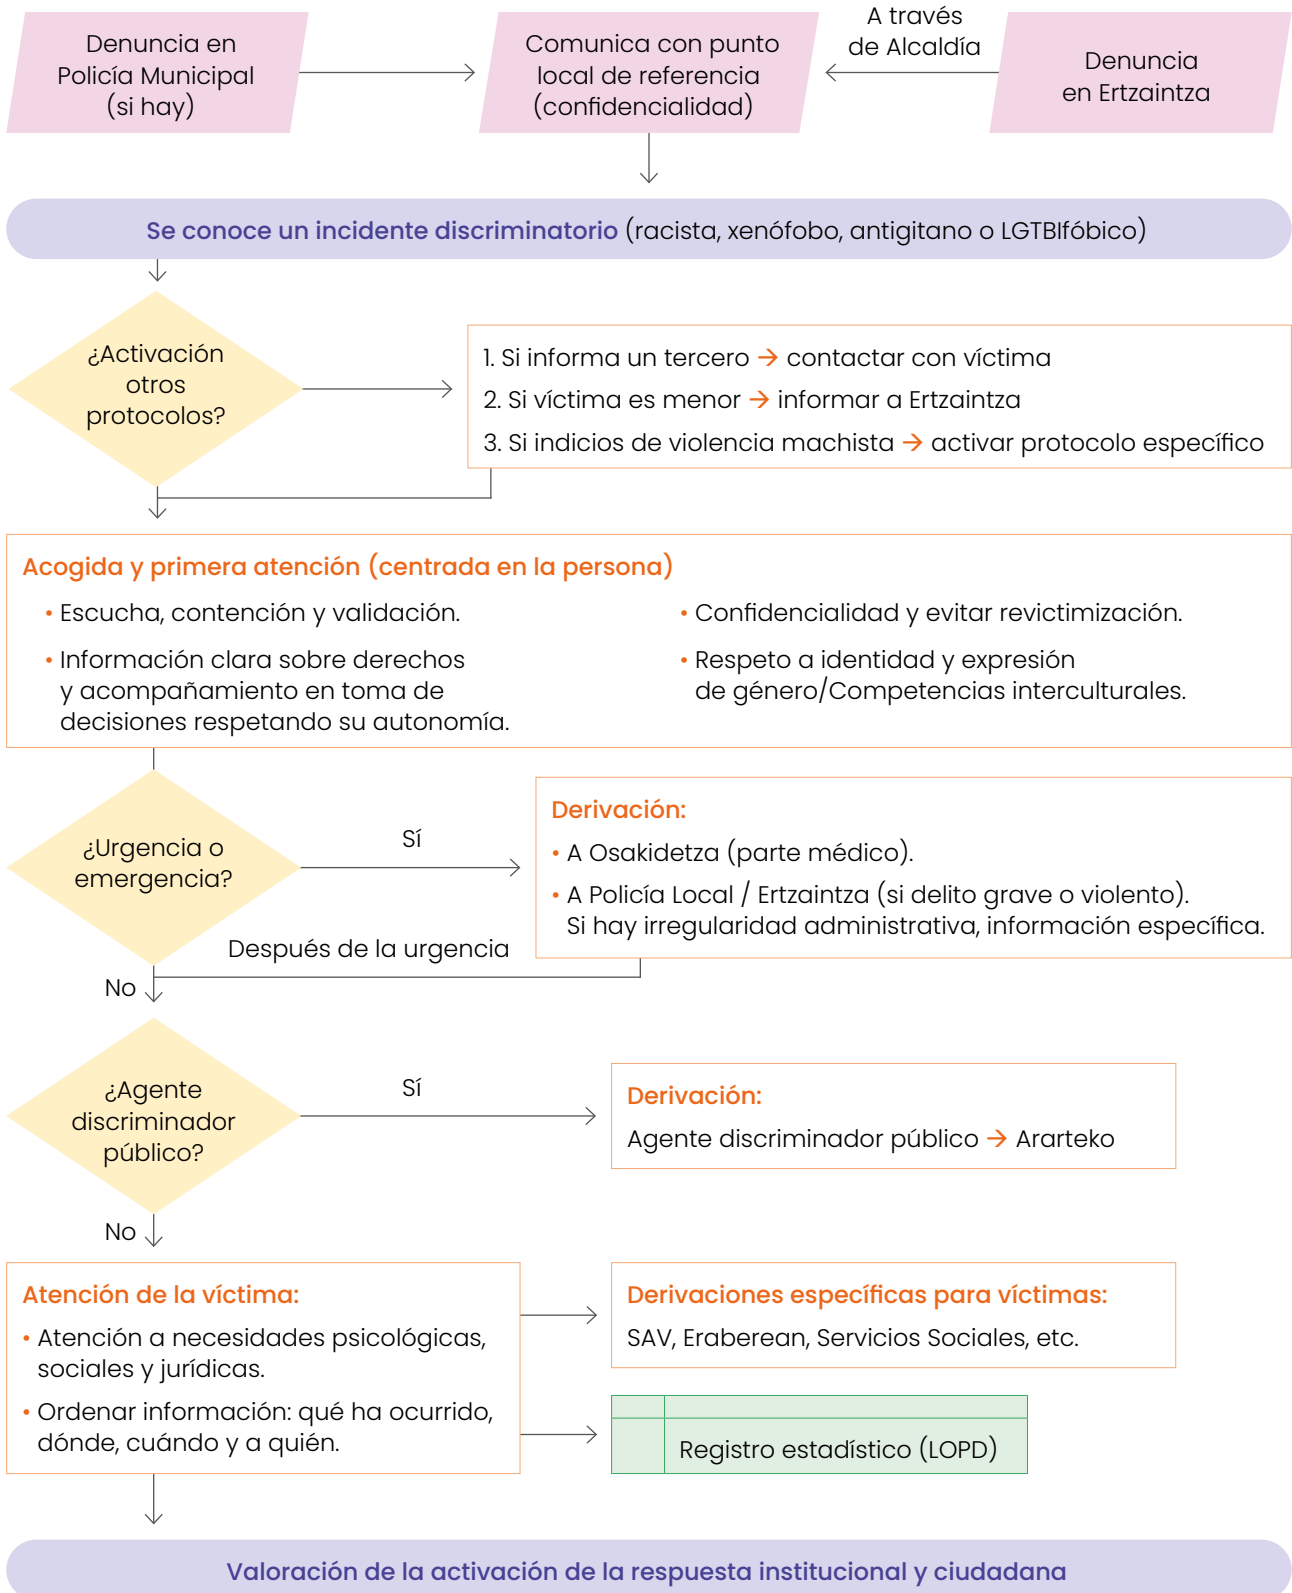 Denuncia en
Policía Municipal
(si hay)
Comunica con punto
local de referencia
(confidencialidad)
A través
de Alcaldía
Denuncia
en Ertzaintza
Se conoce un incidente discriminatorio (racista, xenófobo, antigitano o LGTBIfóbico)
¿Activación
otros
protocolos?
1. Si informa un tercero → contactar con víctima
2. Si víctima es menor → informar a Ertzaintza
3. Si indicios de violencia machista → activar protocolo específico
Acogida y primera atención (centrada en la persona)
• Escucha, contención y validación.
• Información clara sobre derechos
y acompañamiento en toma de
decisiones respetando su autonomía.
• Confidencialidad y evitar revictimización.
• Respeto a identidad y expresión
de género/Competencias interculturales.
¿Urgencia o
emergencia?
Sí
Derivación:
• A Osakidetza (parte médico).
• A Policía Local / Ertzaintza (si delito grave o violento).
Si hay irregularidad administrativa, información específica.
Después de la urgencia
No
¿Agente
discriminador
público?
Sí
Derivación:
Agente discriminador público → Ararteko
No
Atención de la víctima:
• Atención a necesidades psicológicas,
sociales y jurídicas.
• Ordenar información: qué ha ocurrido,
dónde, cuándo y a quién.
Derivaciones específicas para víctimas:
SAV, Eraberean, Servicios Sociales, etc.
Registro estadístico (LOPD)
Valoración de la activación de la respuesta institucional y ciudadana